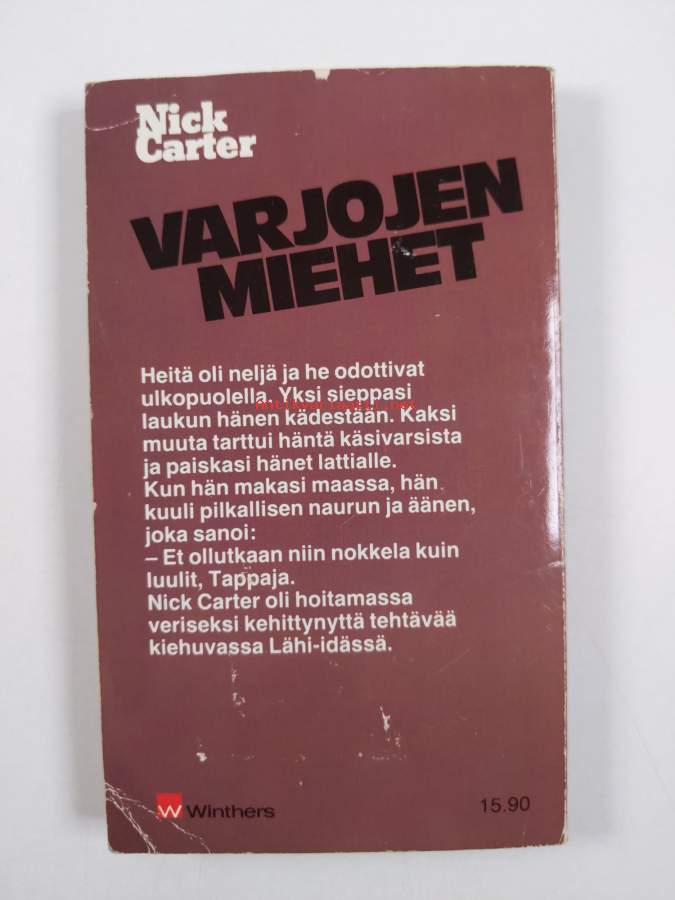 Nick
Carter
VARJOJEN
MIEHET
Heitä oli neljä ja he odottivat
ulkopuolella. Yksi sieppasi
antikvariaatti.net
laukun hänen kädestään. Kaksi
muuta tarttui häntä käsivarsista
ja paiskasi hänet lattialle.
Kun hän makasi maassa, hän
kuuli pilkallisen naurun ja äänen,
joka sanoi:
– Et ollutkaan niin nokkela kuin
luulit, Tappaja.
Nick Carter oli hoitamassa
veriseksi kehittynyttä tehtävää
kiehuvassa Lähi-idässä.
W Winthers
15.90